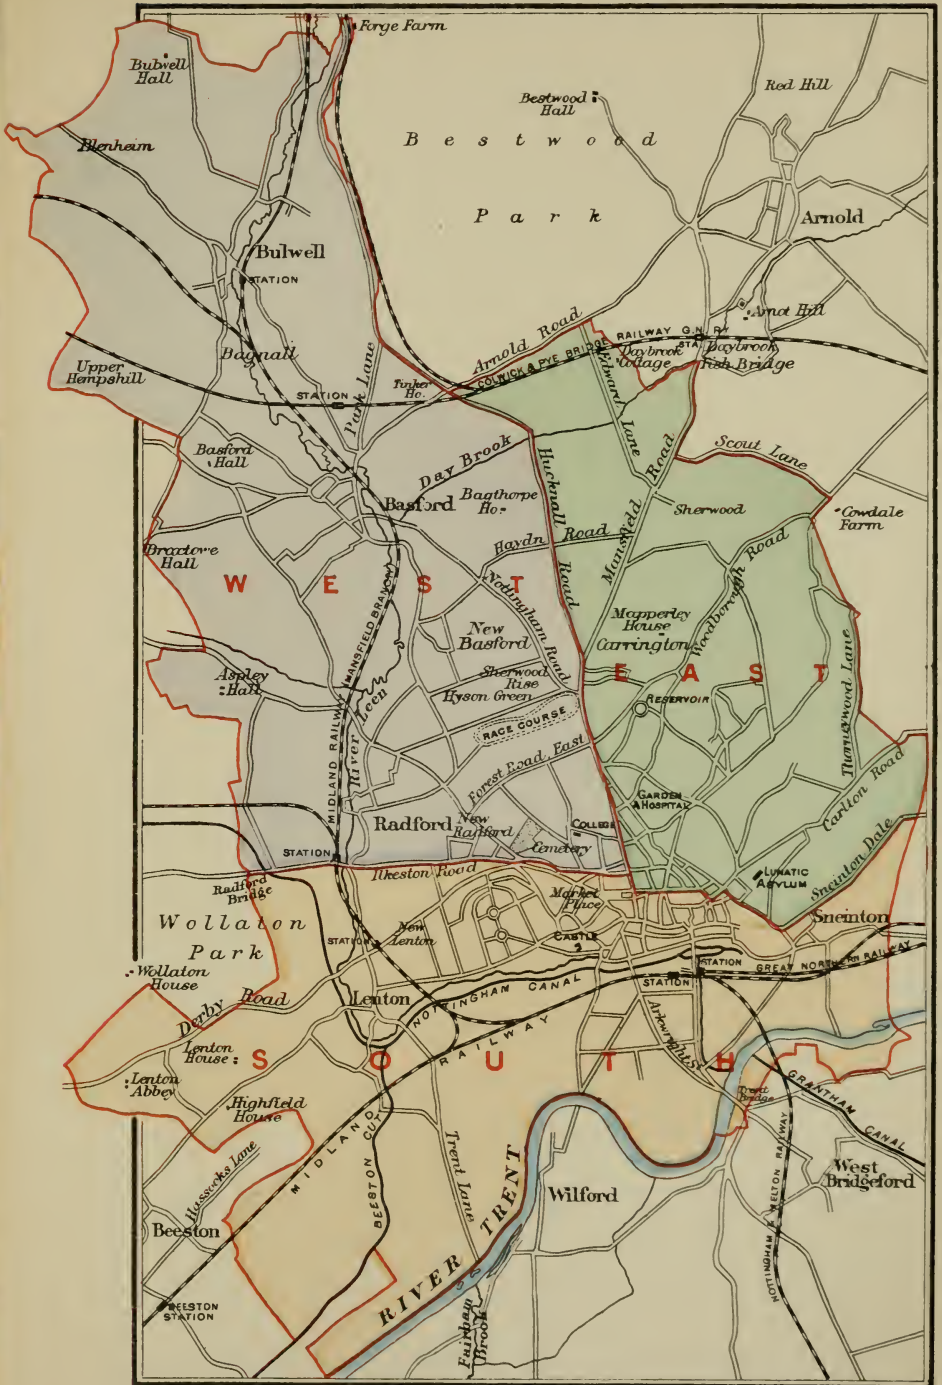 Forge Farm
Bulwell
Hall
Red Hill
Bestwood
Hall
Bestwood
Park
Blenheim
Arnold
Bulwell
STATION
Arnot Hill
Arnold Road
COLWICK & PYE BRIDGE RAILWAY G.N.RY
STA.
Daybrook
Daybrook
Cottage
Fish Bridge
Edward Lane
Bagnall
Upper
Hempshill
STATION
Park Lane
Tinker
Ho.
Basford
Hall
Day Brook
Scout Lane
Hucknall Road
Mansfield Road
Basford
Bagthorpe
Ho.
Sherwood
Cowdale
Farm
Haydn Road
Woodborough Road
Broxtowe
Hall
WEST
Nottingham Road
Mapperley
House
Carrington
New
Basford
EAST
Aspley
Hall
Sherwood
Rise
Hyson Green
RESERVOIR
RACE COURSE
Thorneywood Lane
MIDLAND RAILWAY (MANSFIELD BRANCH)
River Leen
Forest Road East
Carlton Road
GARDEN
HOSPITAL
Radford
New
Radford
COLLEGE
Cemetery
STATION
Ilkeston Road
LUNATIC
ASYLUM
Sneinton Dale
Radford
Bridge
Market
Place
Sneinton
Wollaton
Park
New
Lenton
STATION
CASTLE
STATION
GREAT NORTHERN RAILWAY
Wollaton
House
STATION
NOTTINGHAM CANAL
Derby Road
Lenton
Arkwright St
Lenton
House
SOUTH
MIDLAND RAILWAY
Lenton
Abbey
Highfield
House
Trent
Bridge
GRANTHAM CANAL
Hassocks Lane
BEESTON CUT
Trent Lane
NOTTINGHAM & MELTON RAILWAY
West
Bridgeford
Wilford
Beeston
RIVER TRENT
BEESTON
STATION
Fairham
Brook